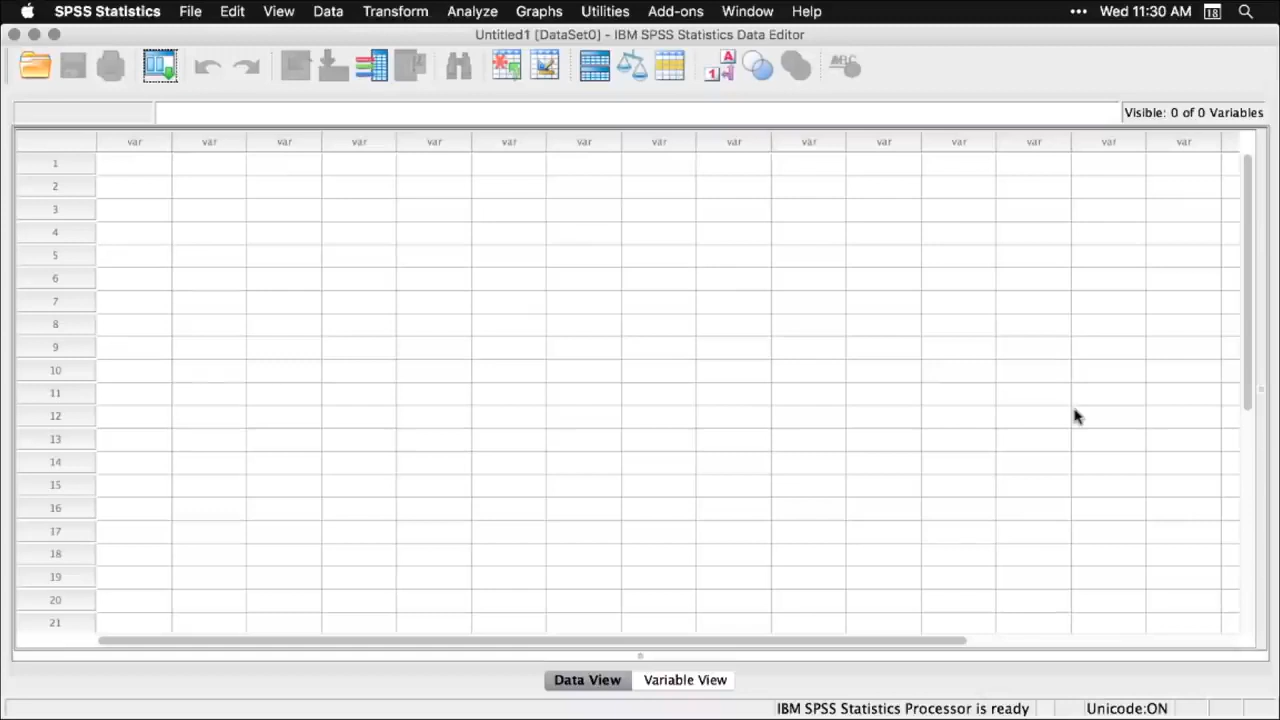 SPSS Statistics File Edit View Data Transform Analyze Graphs Utilities Add-ons Window Help ••• Wed 11:30 AM 18
Untitled1 [DataSet0] - IBM SPSS Statistics Data Editor
1 A
ABC
Visible: 0 of 0 Variables
var var var var var var var var var var var var var var var
1
2
3
4
5
6
7
8
9
10
11
12
13
14
15
16
17
18
19
20
21
Data View Variable View
IBM SPSS Statistics Processor is ready Unicode:ON